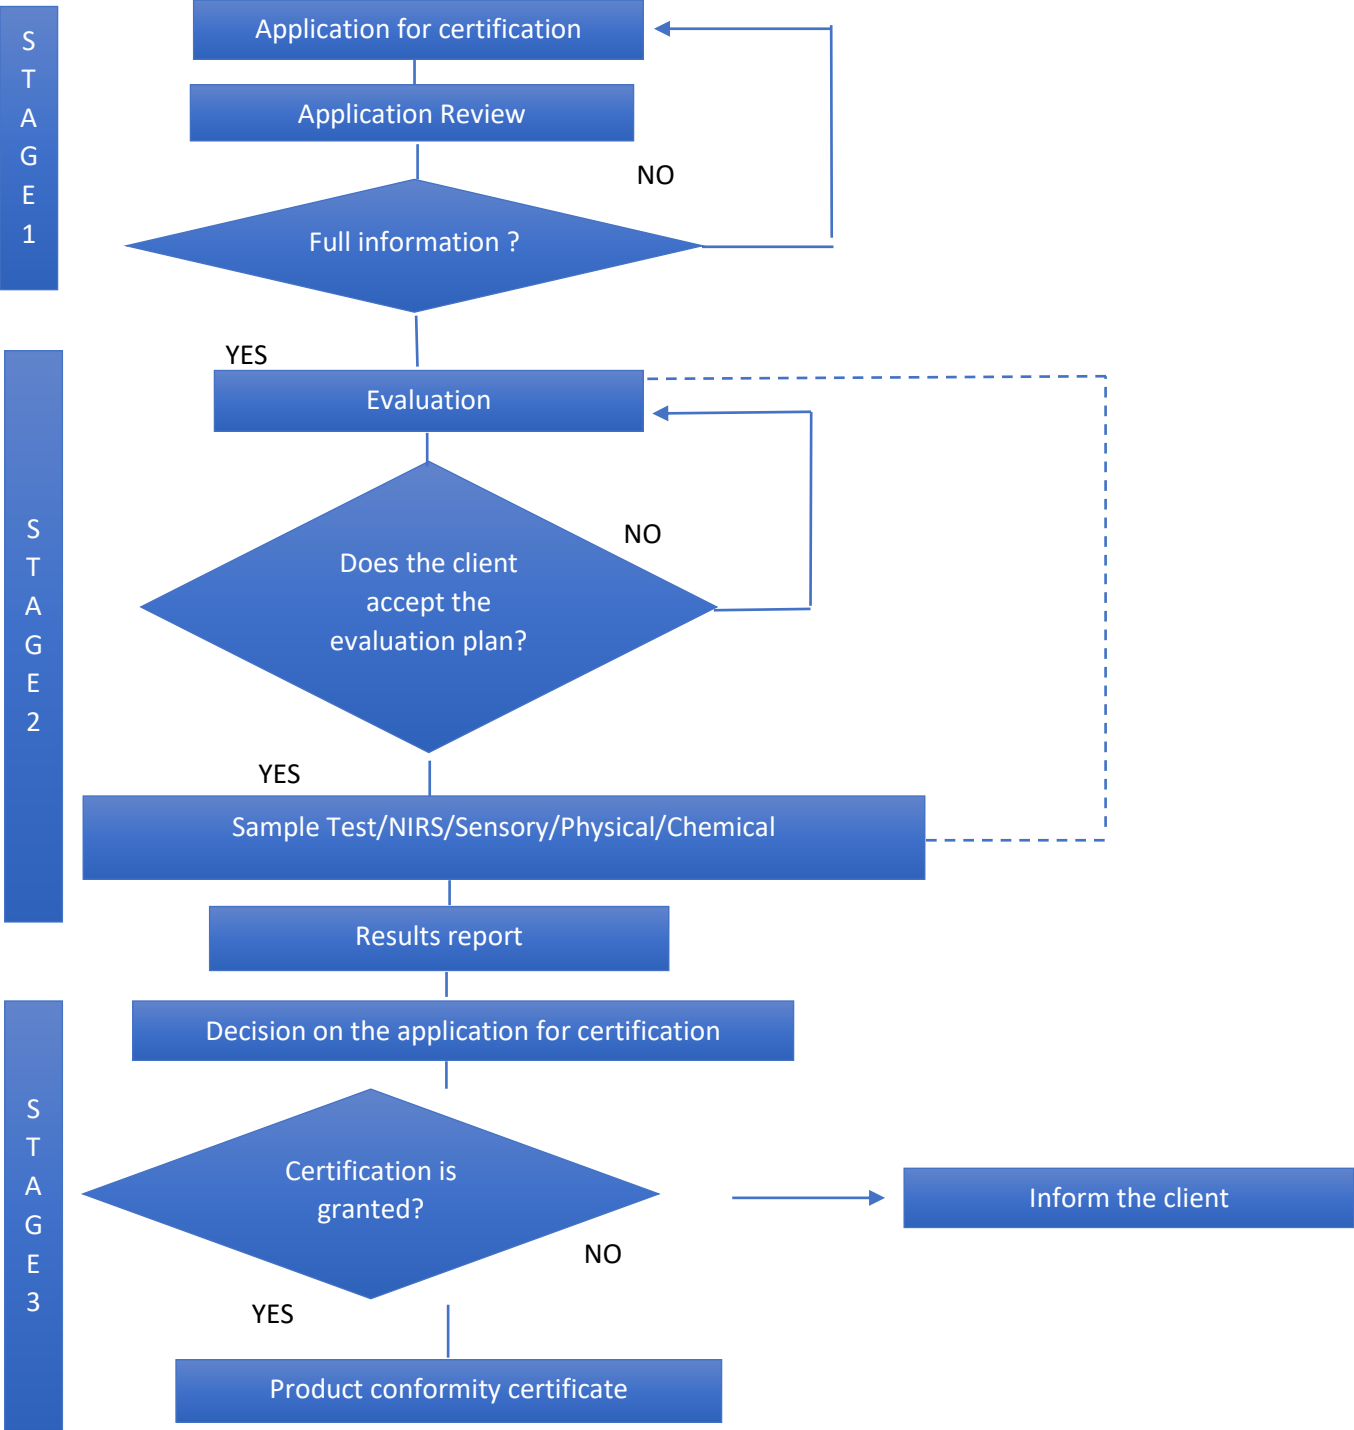 S
T
A
G
E
1
Application for certification
Application Review
NO
Full information ?
YES
S
T
A
G
E
2
Evaluation
NO
Does the client
accept the
evaluation plan?
YES
Sample Test/NIRS/Sensory/Physical/Chemical
Results report
S
T
A
G
E
3
Decision on the application for certification
Certification is
granted?
NO
Inform the client
YES
Product conformity certificate